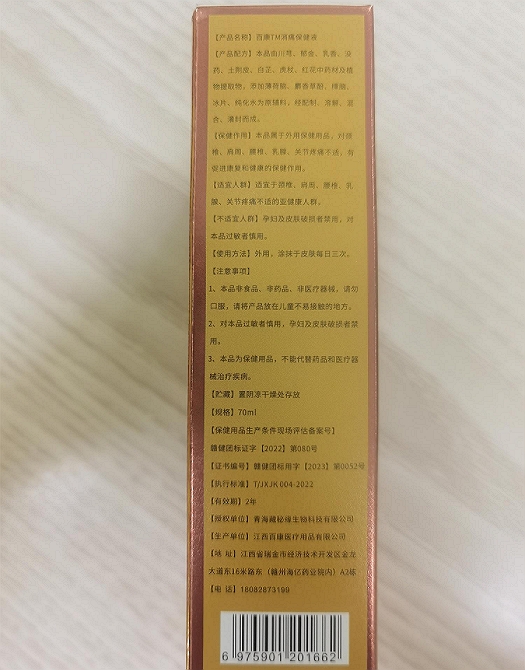 【产品名称】百康TM消痛保健液
【产品配方】本品由川芎、郁金、乳香、没
药、土荆皮、白芷、虎杖、红花中药材及植
物提取物，添加薄荷脑、麝香草酚、樟脑、
冰片、纯化水为原辅料，经配制、溶解、混
合、灌封而成。
【保健作用】本品属于外用保健用品，对颈
椎、肩周、腰椎、乳腺、关节疼痛不适，有
促进康复和健康的保健作用。
【适宜人群】适宜于颈椎、肩周、腰椎、乳
腺、关节疼痛不适的亚健康人群。
【不适宜人群】孕妇及皮肤破损者禁用，对
本品过敏者慎用。
【使用方法】外用，涂抹于皮肤每日三次。
【注意事项】
1、本品非食品、非药品、非医疗器械，请勿
口服，请将产品放在儿童不易接触的地方。
2、对本品过敏者慎用，孕妇及皮肤破损者禁
用。
3、本品为保健用品，不能代替药品和医疗器
械治疗疾病。
【贮藏】置阴凉干燥处存放
【规格】70ml
【保健用品生产条件现场评估备案号】
赣健团标证字【2022】第080号
【证书编号】赣健团标用字【2023】第0052号
【执行标准】T/JXJK 004-2022
【有效期】2年
【授权单位】青海藏秘缘生物科技有限公司
【生产单位】江西百康医疗用品有限公司
【地 址】江西省瑞金市经济技术开发区金龙
大道东16米路东（赣州海亿药业院内）A2栋
【电 话】18082873199
6 975901 201662